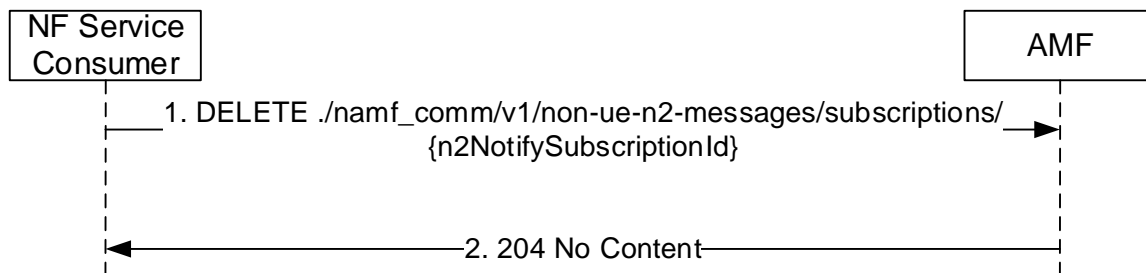 NF Service
Consumer
AMF
1. DELETE ./namf_comm/v1/non-ue-n2-messages/subscriptions/
{n2NotifySubscriptionId}
2. 204 No Content